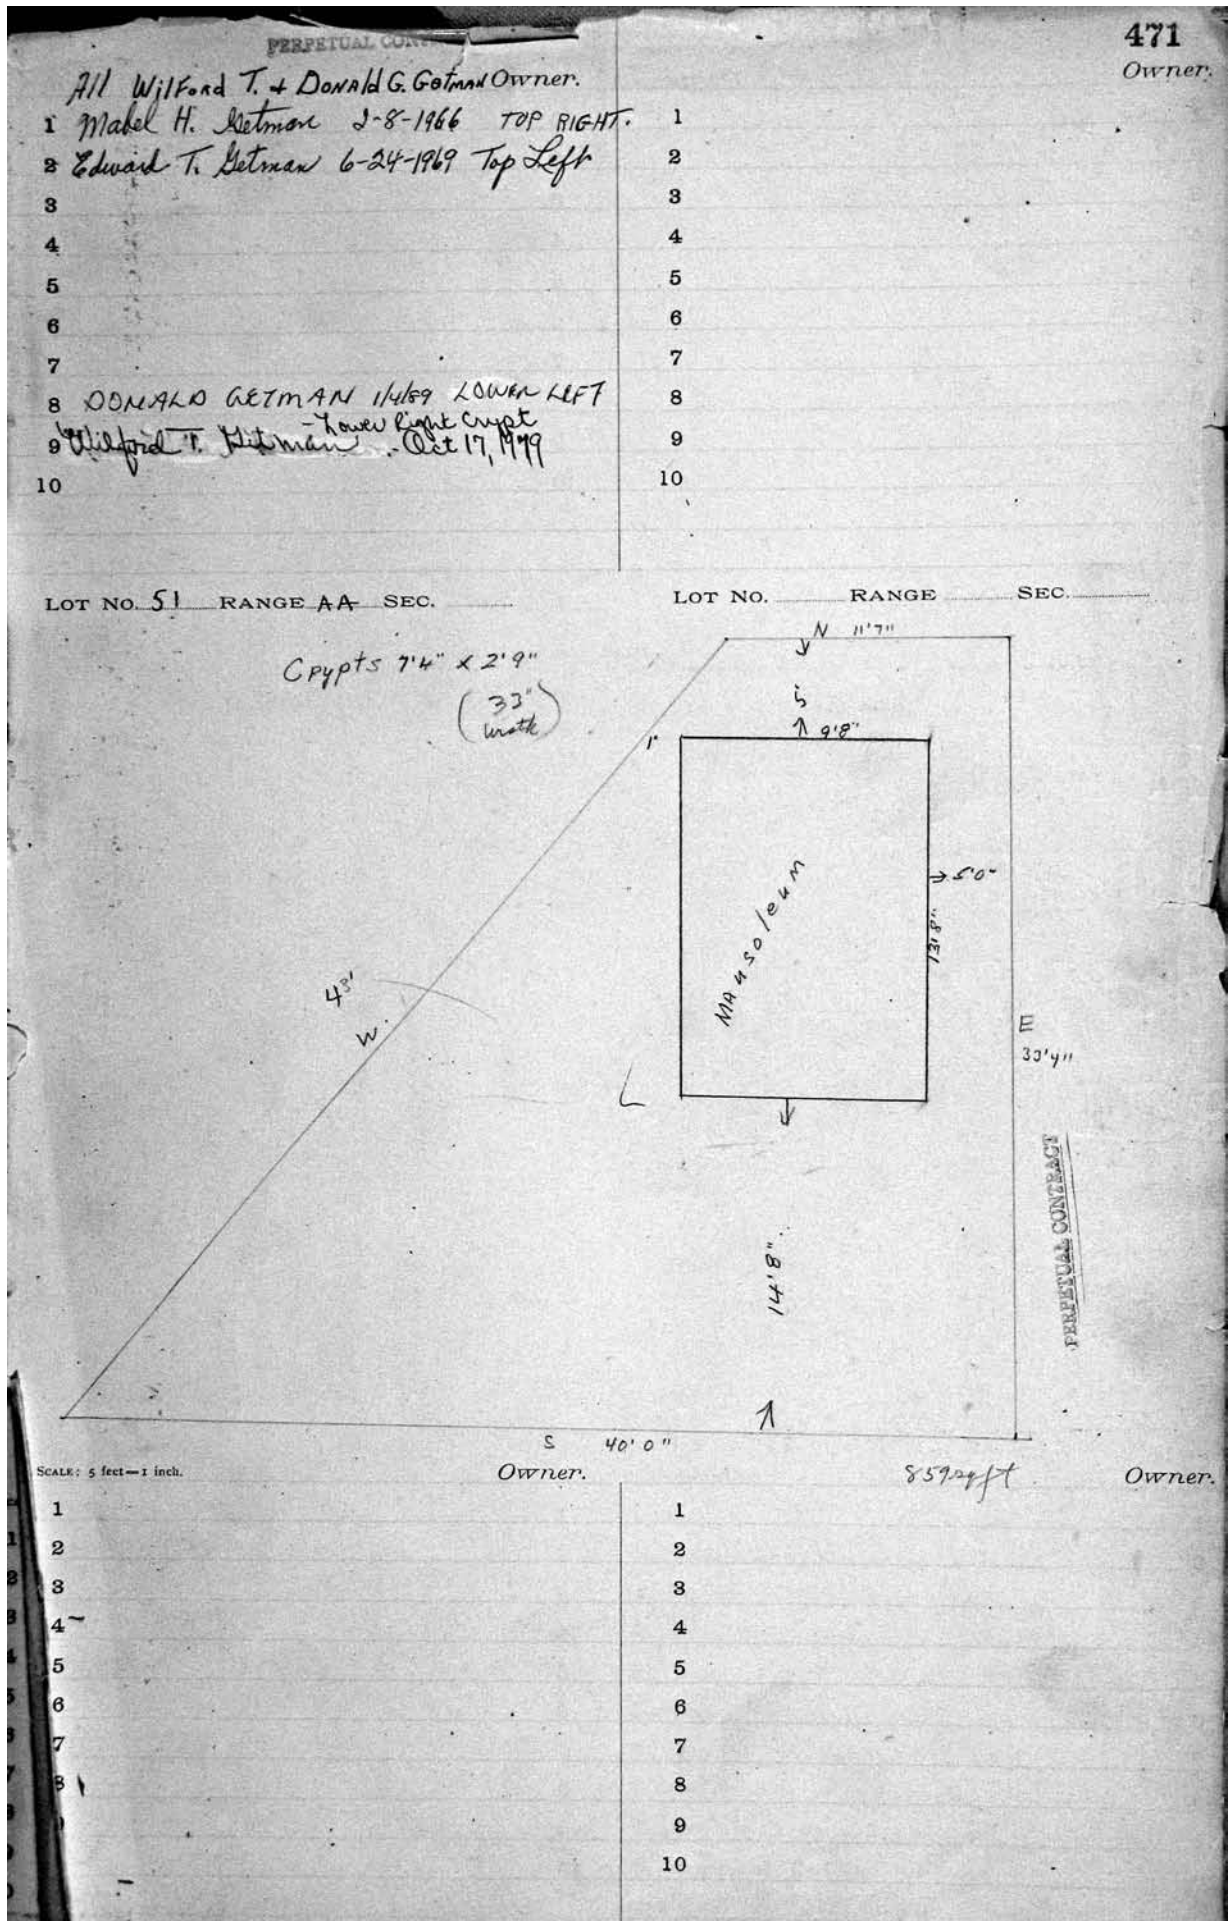 PERPETUAL CONT
471
All Wilford T. + Donald G. Getman Owner.
Owner.
1 Mabel H. Getman 2-8-1966 TOP RIGHT.
2 Edward T. Getman 6-24-1969 Top Left
3
4
5
6
7
8 DONALD GETMAN 1/4/89 LOWER LEFT
- Lower Right Crypt
9 Wilford T. Getman - Oct 17, 1979
10
1
2
3
4
5
6
7
8
9
10
LOT NO. 51 RANGE AA SEC.
LOT NO. RANGE SEC.
N 11'7"
Crypts 7'4" x 2'9"
(33"
5
9'8"
1"
Mausoleum
→ 5'0"
13'8"
43'
W.
E
33'4"
PERPETUAL CONTRACT
14'8"
S 40'0"
SCALE: 5 feet—1 inch.
Owner.
859 sq ft
Owner.
1
2
3
4
5
6
7
8
1
2
3
4
5
6
7
8
9
10